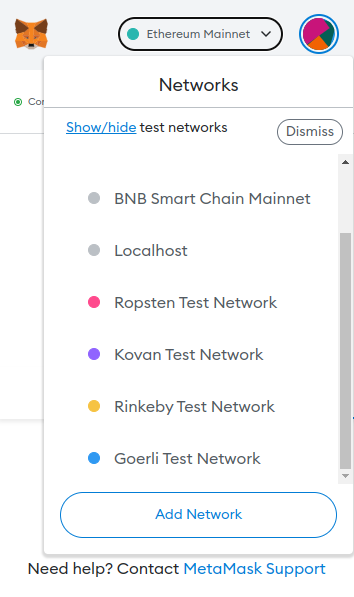 Ethereum Mainnet
Networks
Show/hide test networks
Dismiss
BNB Smart Chain Mainnet
Localhost
Ropsten Test Network
Kovan Test Network
Rinkeby Test Network
Goerli Test Network
Add Network
Need help? Contact MetaMask Support